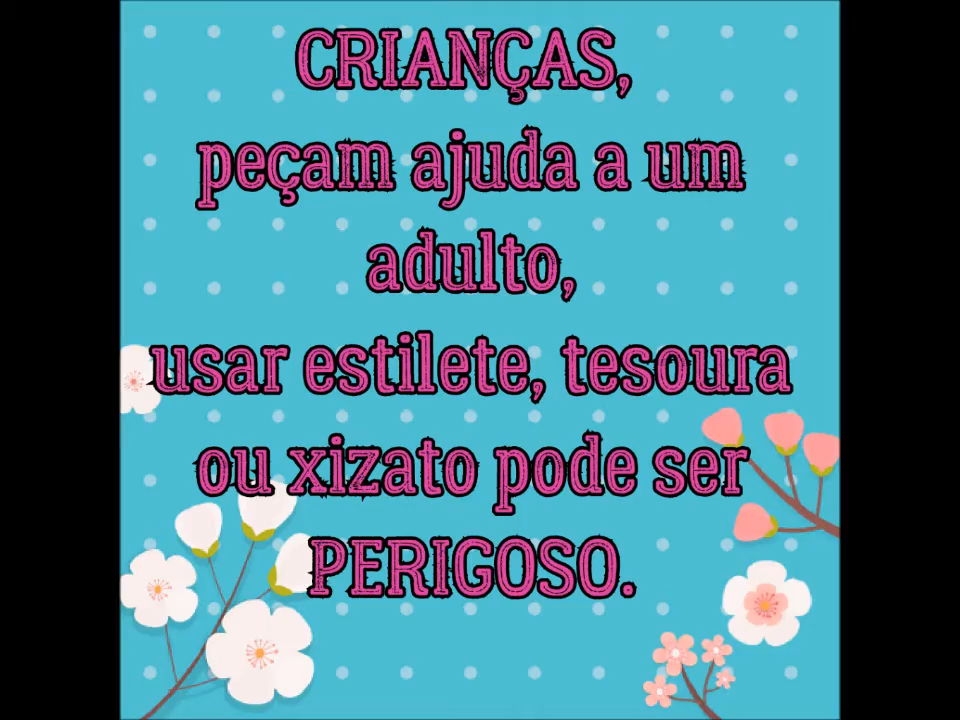 CRIANÇAS,
peçam ajuda a um
adulto,
usar estilete, tesoura
ou xizato pode ser
PERIGOSO.